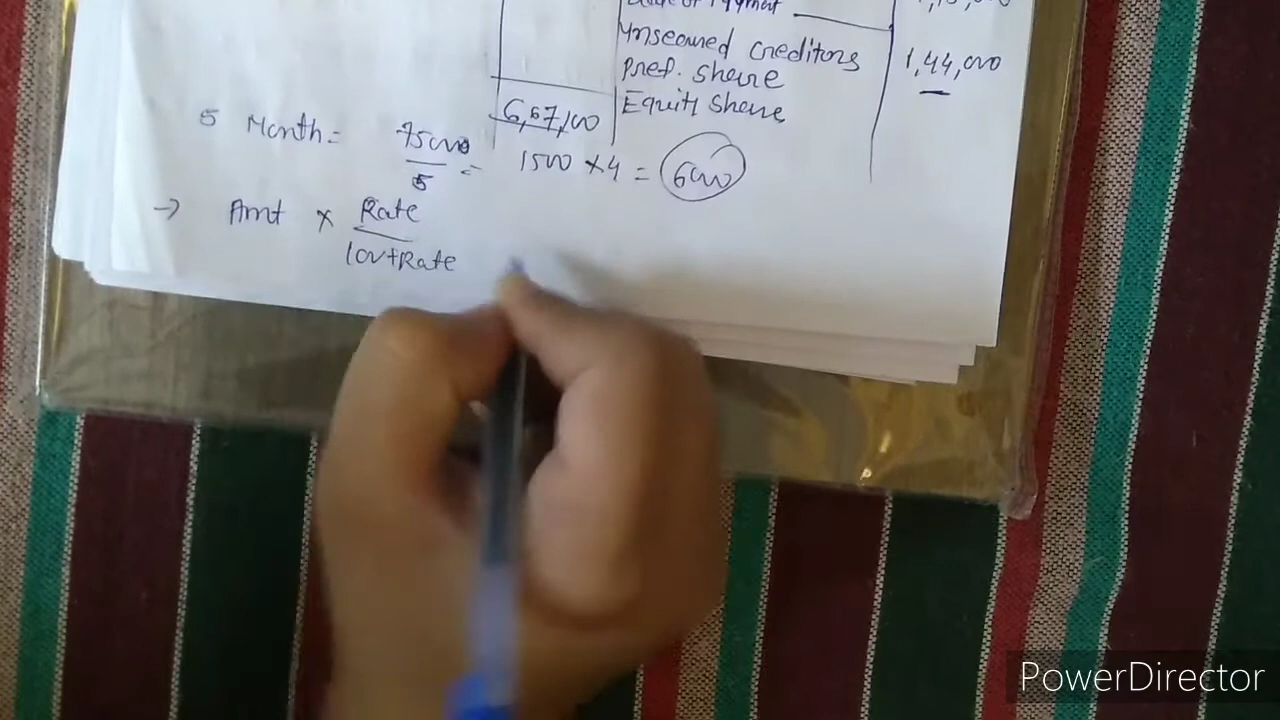 Unsecured Creditors 1,44,000
Pref. Share
Equity Share
6,67,100
5 Month = 7500/5 = 1500 × 4 = 6000
→ Amt × Rate/100+Rate
PowerDirector